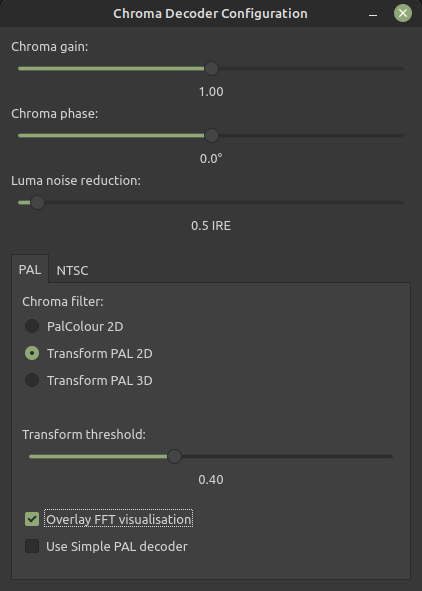 Chroma Decoder Configuration
Chroma gain:
1.00
Chroma phase:
0.0°
Luma noise reduction:
0.5 IRE
PAL NTSC
Chroma filter:
PalColour 2D
Transform PAL 2D
Transform PAL 3D
Transform threshold:
0.40
Overlay FFT visualisation
Use Simple PAL decoder